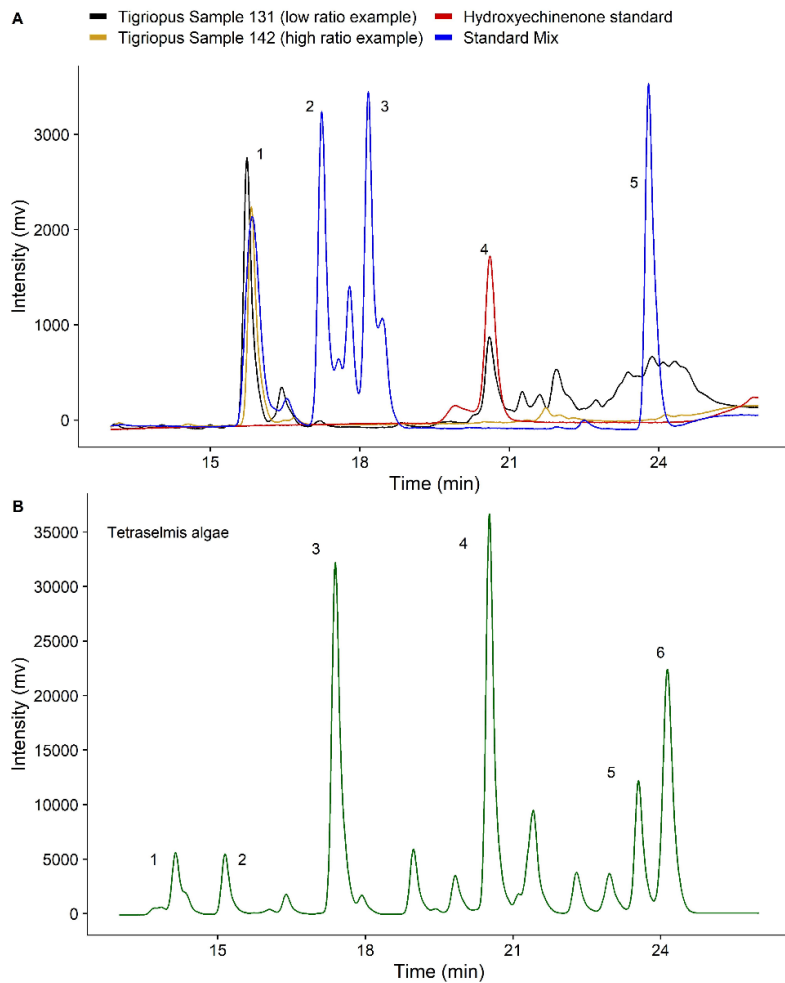 A
Tigriopus Sample 131 (low ratio example)
Hydroxyechinenone standard
Tigriopus Sample 142 (high ratio example)
Standard Mix
Intensity (mv)
3000
2000
1000
0
1
2
3
4
5
15
18
21
24
Time (min)
B
Tetraselmis algae
Intensity (mv)
35000
30000
25000
20000
15000
10000
5000
0
1
2
3
4
5
6
15
18
21
24
Time (min)